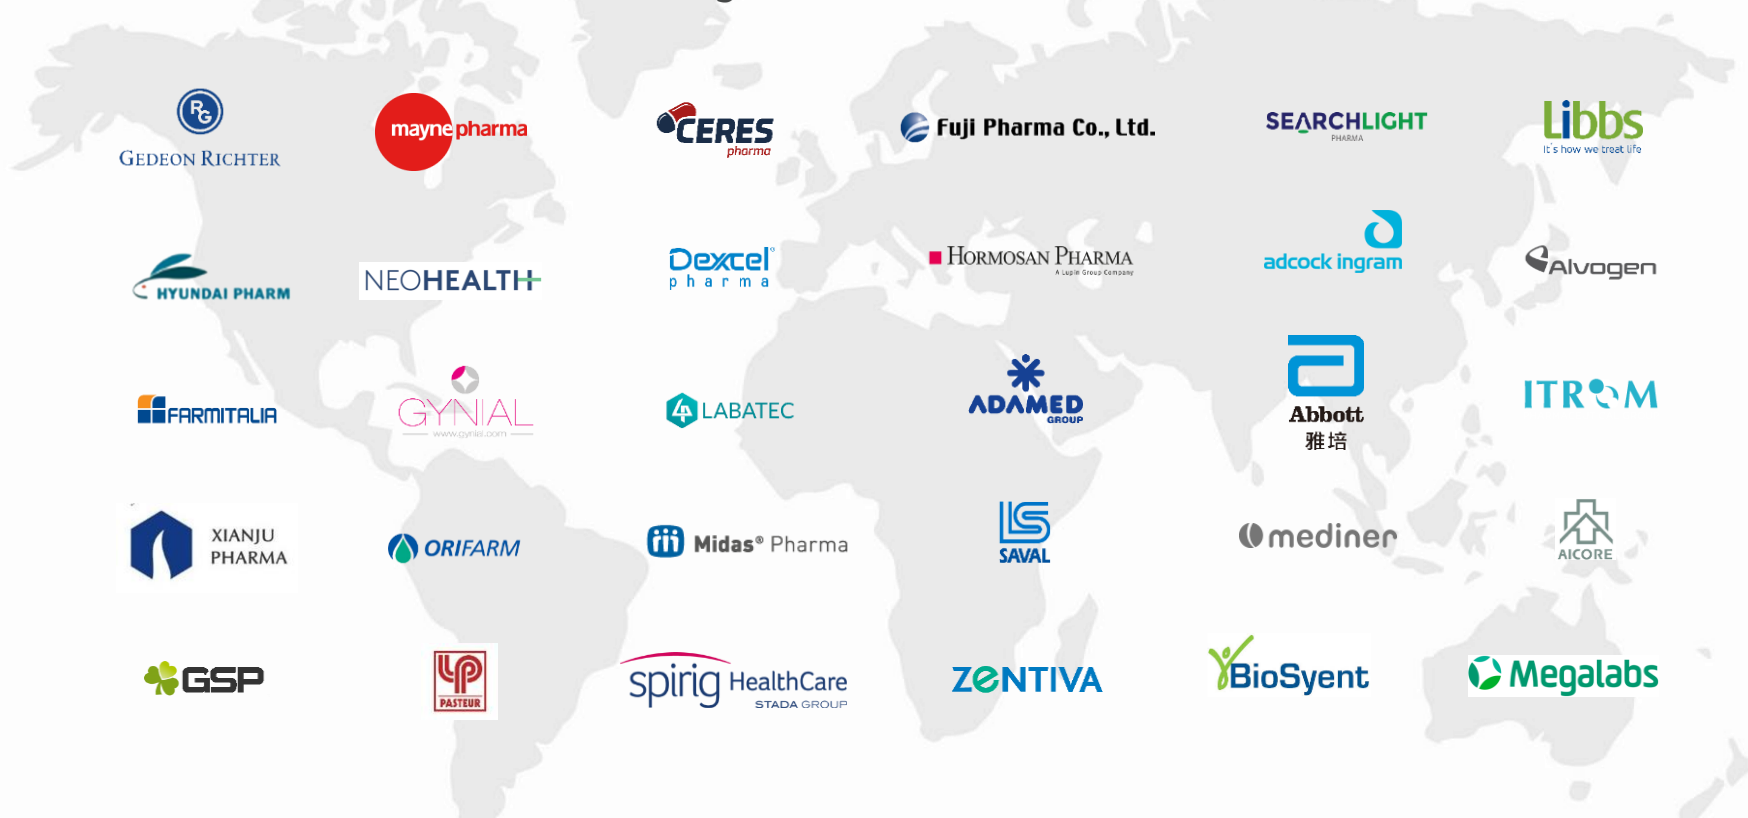 RG
GEDEON RICHTER
mayne pharma
CERES
pharma
Fuji Pharma Co., Ltd.
SEARCHLIGHT
PHARMA
Libbs
It's how we treat life
HYUNDAI PHARM
NEOHEALTH
Dexcel®
pharma
HORMOSAN PHARMA
A Lupin Group Company
adcock ingram
Alvogen
FARMITALIA
GYNIAL
www.gynial.com
LABATEC
ADAMED
GROUP
Abbott
雅培
ITROM
XIANJU
PHARMA
ORIFARM
Midas® Pharma
LS
SAVAL
mediner
AICORE
GSP
LP
PASTEUR
spirig HealthCare
STADA GROUP
ZENTIVA
BioSyent
Megalabs